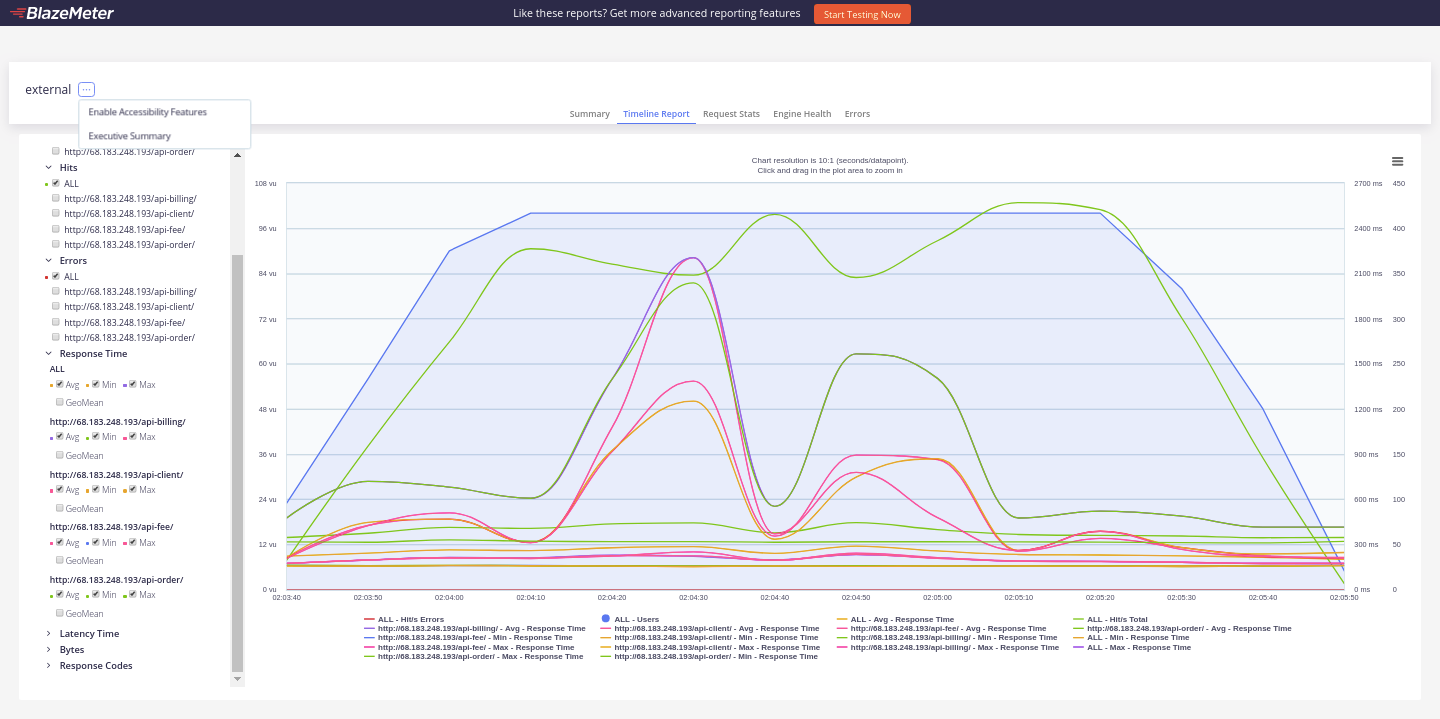 BlazeMeter
Like these reports? Get more advanced reporting features
Start Testing Now
external ...
Enable Accessibility Features
Executive Summary
Summary Timeline Report Request Stats Engine Health Errors
http://68.183.248.193/api-order/
Hits
ALL
http://68.183.248.193/api-billing/
http://68.183.248.193/api-client/
http://68.183.248.193/api-fee/
http://68.183.248.193/api-order/
Errors
ALL
http://68.183.248.193/api-billing/
http://68.183.248.193/api-client/
http://68.183.248.193/api-fee/
http://68.183.248.193/api-order/
Response Time
ALL
Avg Min Max
GeoMean
http://68.183.248.193/api-billing/
Avg Min Max
GeoMean
http://68.183.248.193/api-client/
Avg Min Max
GeoMean
http://68.183.248.193/api-fee/
Avg Min Max
GeoMean
http://68.183.248.193/api-order/
Avg Min Max
GeoMean
Latency Time
Bytes
Response Codes
Chart resolution is 10:1 (seconds/datapoint).
Click and drag in the plot area to zoom in
108 vu 2700 ms 450
96 vu 2400 ms 400
84 vu 2100 ms 350
72 vu 1800 ms 300
60 vu 1500 ms 250
48 vu 1200 ms 200
36 vu 900 ms 150
24 vu 600 ms 100
12 vu 300 ms 50
0 vu 0 ms 0
02:03:40 02:03:50 02:04:00 02:04:10 02:04:20 02:04:30 02:04:40 02:04:50 02:05:00 02:05:10 02:05:20 02:05:30 02:05:40 02:05:50
ALL - Hit/s Errors ALL - Users ALL - Avg - Response Time ALL - Hit/s Total
http://68.183.248.193/api-billing/ - Avg - Response Time http://68.183.248.193/api-client/ - Avg - Response Time http://68.183.248.193/api-fee/ - Avg - Response Time http://68.183.248.193/api-order/ - Avg - Response Time
http://68.183.248.193/api-fee/ - Min - Response Time http://68.183.248.193/api-client/ - Min - Response Time http://68.183.248.193/api-billing/ - Min - Response Time ALL - Min - Response Time
http://68.183.248.193/api-fee/ - Max - Response Time http://68.183.248.193/api-client/ - Max - Response Time http://68.183.248.193/api-billing/ - Max - Response Time ALL - Max - Response Time
http://68.183.248.193/api-order/ - Max - Response Time http://68.183.248.193/api-order/ - Min - Response Time